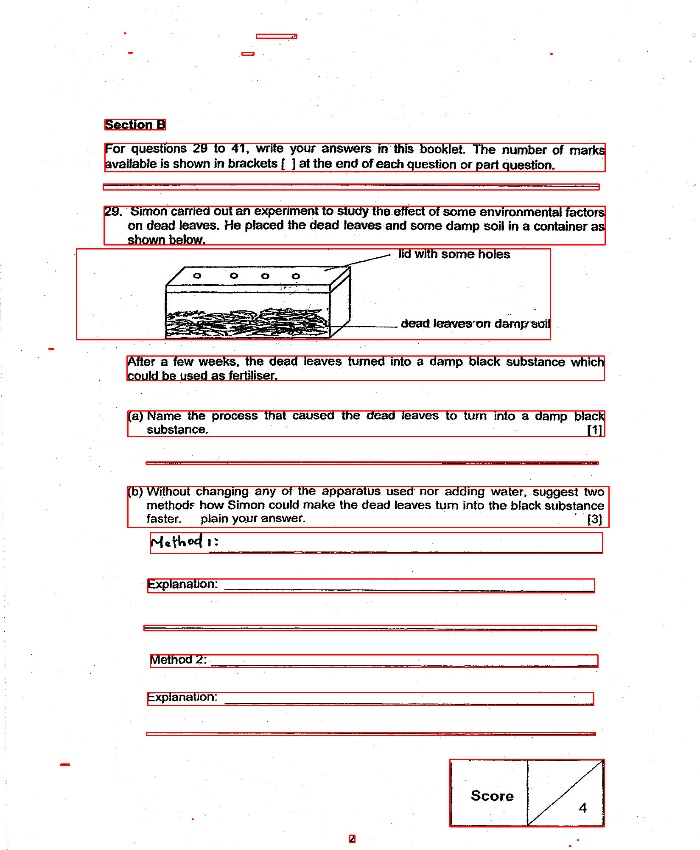 Section B
For questions 29 to 41, write your answers in this booklet. The number of marks
available is shown in brackets [ ] at the end of each question or part question.
29. Simon carried out an experiment to study the effect of some environmental factors
on dead leaves. He placed the dead leaves and some damp soil in a container as
shown below.
lid with some holes
dead leaves on damp soil
After a few weeks, the dead leaves turned into a damp black substance which
could be used as fertiliser.
(a) Name the process that caused the dead leaves to turn into a damp black
substance. [1]
(b) Without changing any of the apparatus used nor adding water, suggest two
methods how Simon could make the dead leaves turn into the black substance
faster. plain your answer. [3]
Method 1:
Explanation:
Method 2:
Explanation:
Score
4
2